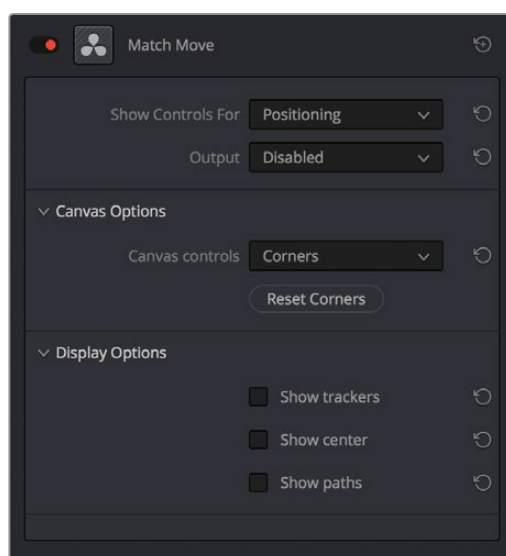 Match Move
Show Controls For Positioning
Output Disabled
Canvas Options
Canvas controls Corners
Reset Corners
Display Options
Show trackers
Show center
Show paths